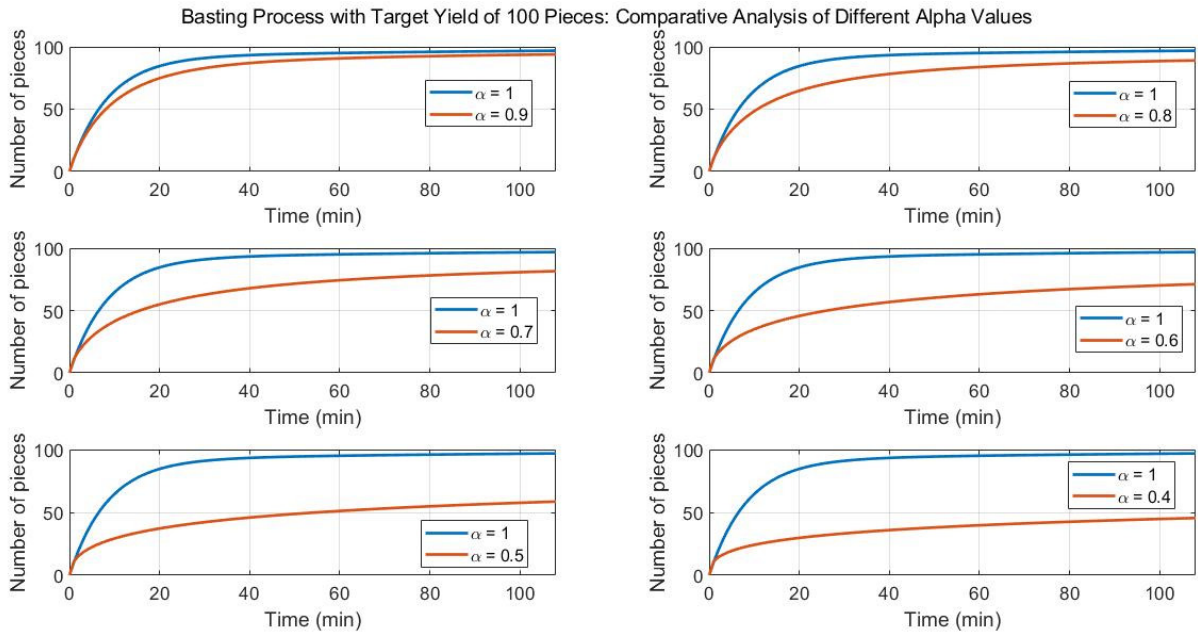 Basting Process with Target Yield of 100 Pieces: Comparative Analysis of Different Alpha Values
Number of pieces
100
50
0
α = 1
α = 0.9
0 20 40 60 80 100
Time (min)
Number of pieces
100
50
0
α = 1
α = 0.8
0 20 40 60 80 100
Time (min)
Number of pieces
100
50
0
α = 1
α = 0.7
0 20 40 60 80 100
Time (min)
Number of pieces
100
50
0
α = 1
α = 0.6
0 20 40 60 80 100
Time (min)
Number of pieces
100
50
0
α = 1
α = 0.5
0 20 40 60 80 100
Time (min)
Number of pieces
100
50
0
α = 1
α = 0.4
0 20 40 60 80 100
Time (min)